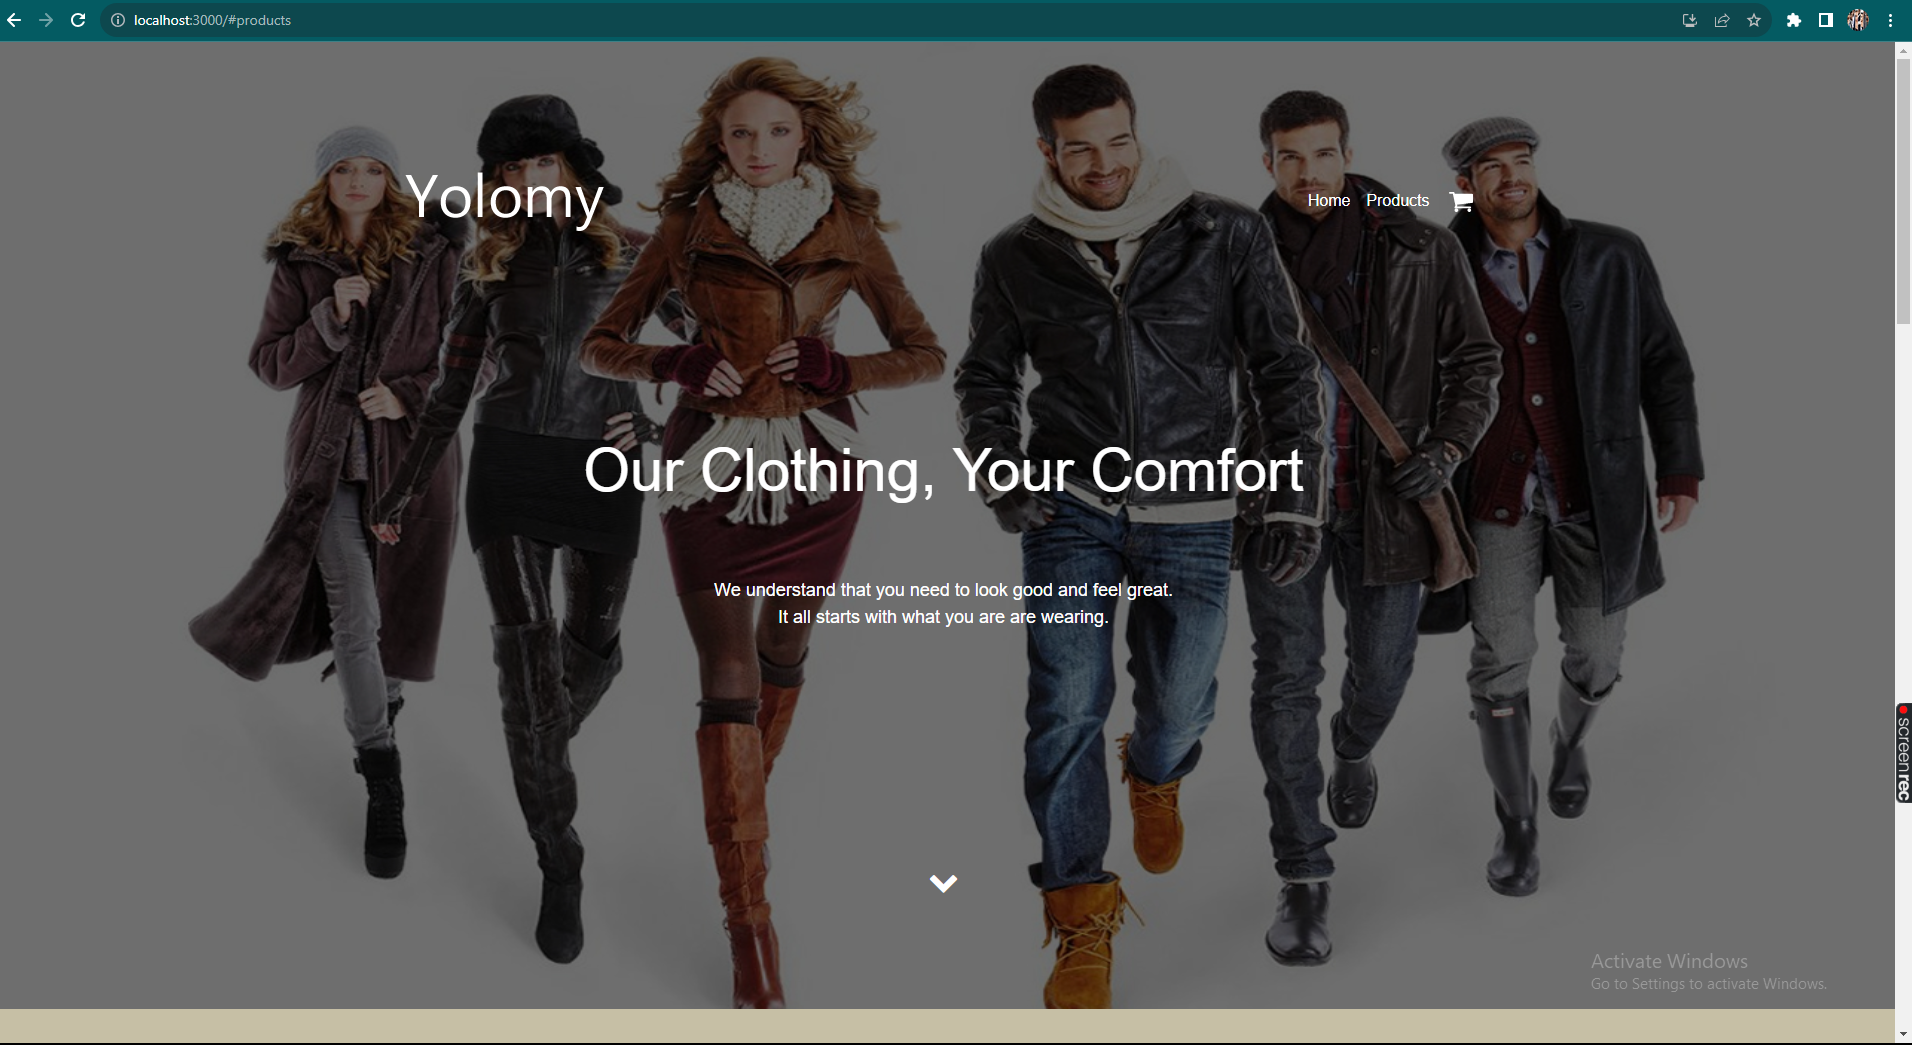 localhost:3000/#products
Yolomy
Home Products
Our Clothing, Your Comfort
We understand that you need to look good and feel great.
It all starts with what you are are wearing.
screenrec
Activate Windows
Go to Settings to activate Windows.